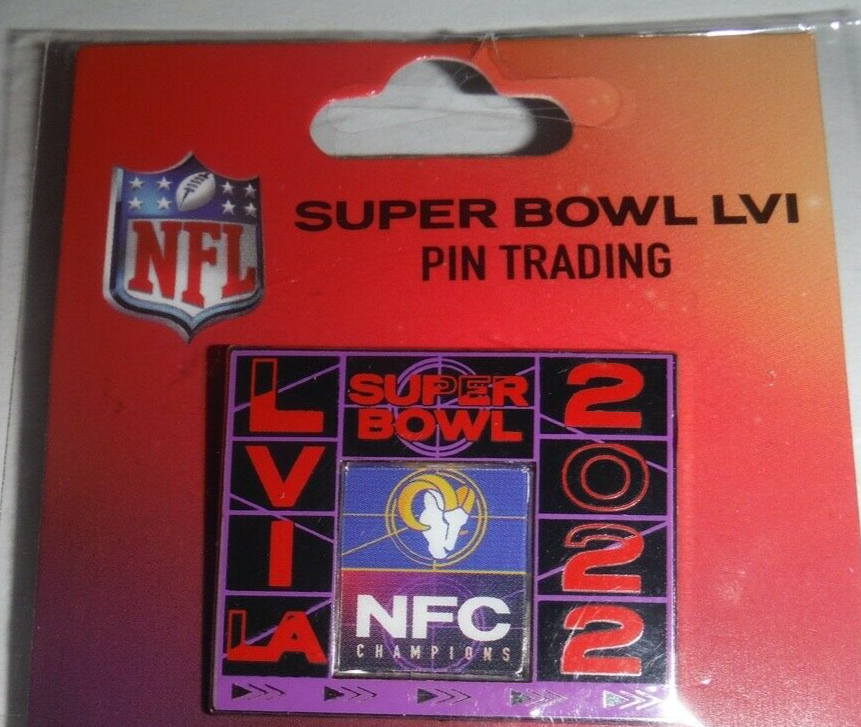 NFL
SUPER BOWL LVI
PIN TRADING
L
V
I
LA
SUPER
BOWL
2
0
2
2
NFC
CHAMPIONS